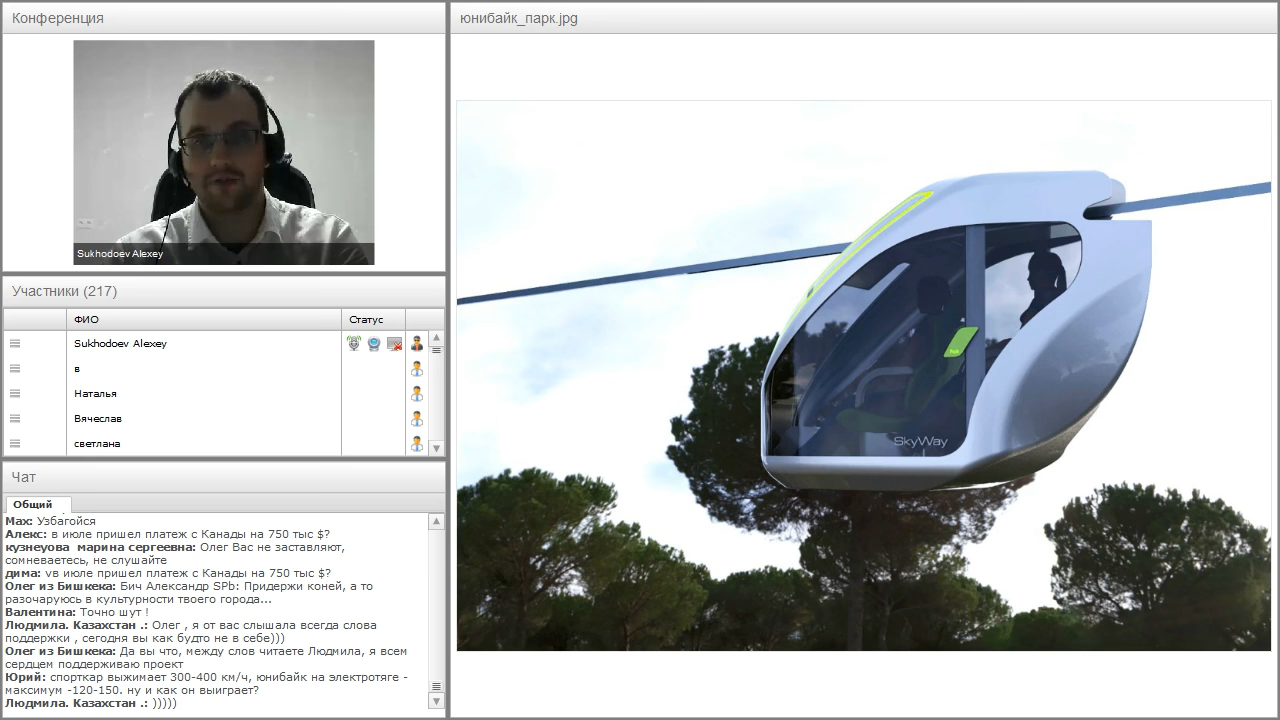 Конференция
Sukhodoev Alexey
Участники (217)
ФИО
Статус
Sukhodoev Alexey
в
Наталья
Вячеслав
светлана
Чат
Общий
Max: Узбагойся
Алекс: в июле пришел платеж с Канады на 750 тыс $?
кузнеуова марина сергеевна: Олег Вас не заставляют,
сомневаетесь, не слушайте
дима: vв июле пришел платеж с Канады на 750 тыс $?
Олег из Бишкека: Бич Александр SPb: Придержи коней, а то
разочаруюсь в культурности твоего города...
Валентина: Точно шут !
Людмила. Казахстан .: Олег , я от вас слышала всегда слова
поддержки , сегодня вы как будто не в себе)))
Олег из Бишкека: Да вы что, между слов читаете Людмила, я всем
сердцем поддерживаю проект
Юрий: спорткар выжимает 300-400 км/ч, юнибайк на электротяге -
максимум -120-150. ну и как он выиграет?
Людмила. Казахстан .: )))))
юнибайк_парк.jpg
SkyWay